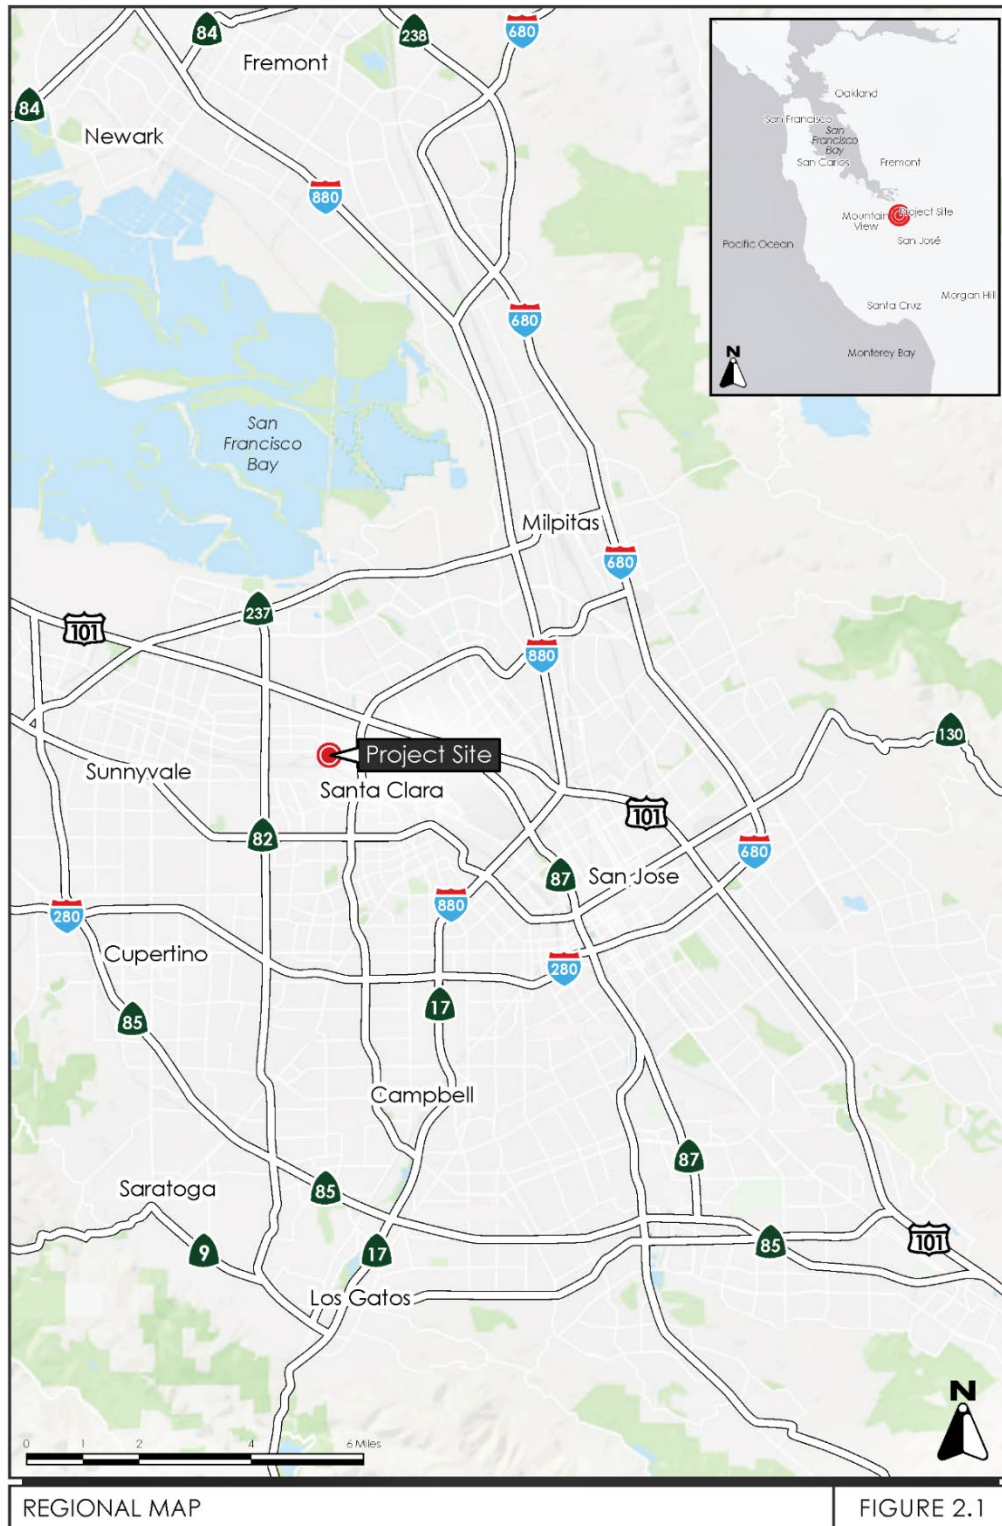 84
238
680
Fremont
84
Newark
880
680
San
Francisco
Bay
Milpitas
680
237
101
880
130
Project Site
Sunnyvale
Santa Clara
101
82
680
87
San Jose
880
280
Cupertino
280
17
85
Campbell
87
Saratoga
85
9
17
101
85
Los Gatos
N
0 1 2 4 6 Miles
Oakland
San Francisco
San
Francisco
Bay
San Carlos
Fremont
Mountain
View
Project Site
Pacific Ocean
San José
Morgan Hill
Santa Cruz
Monterey Bay
N
REGIONAL MAP
FIGURE 2.1